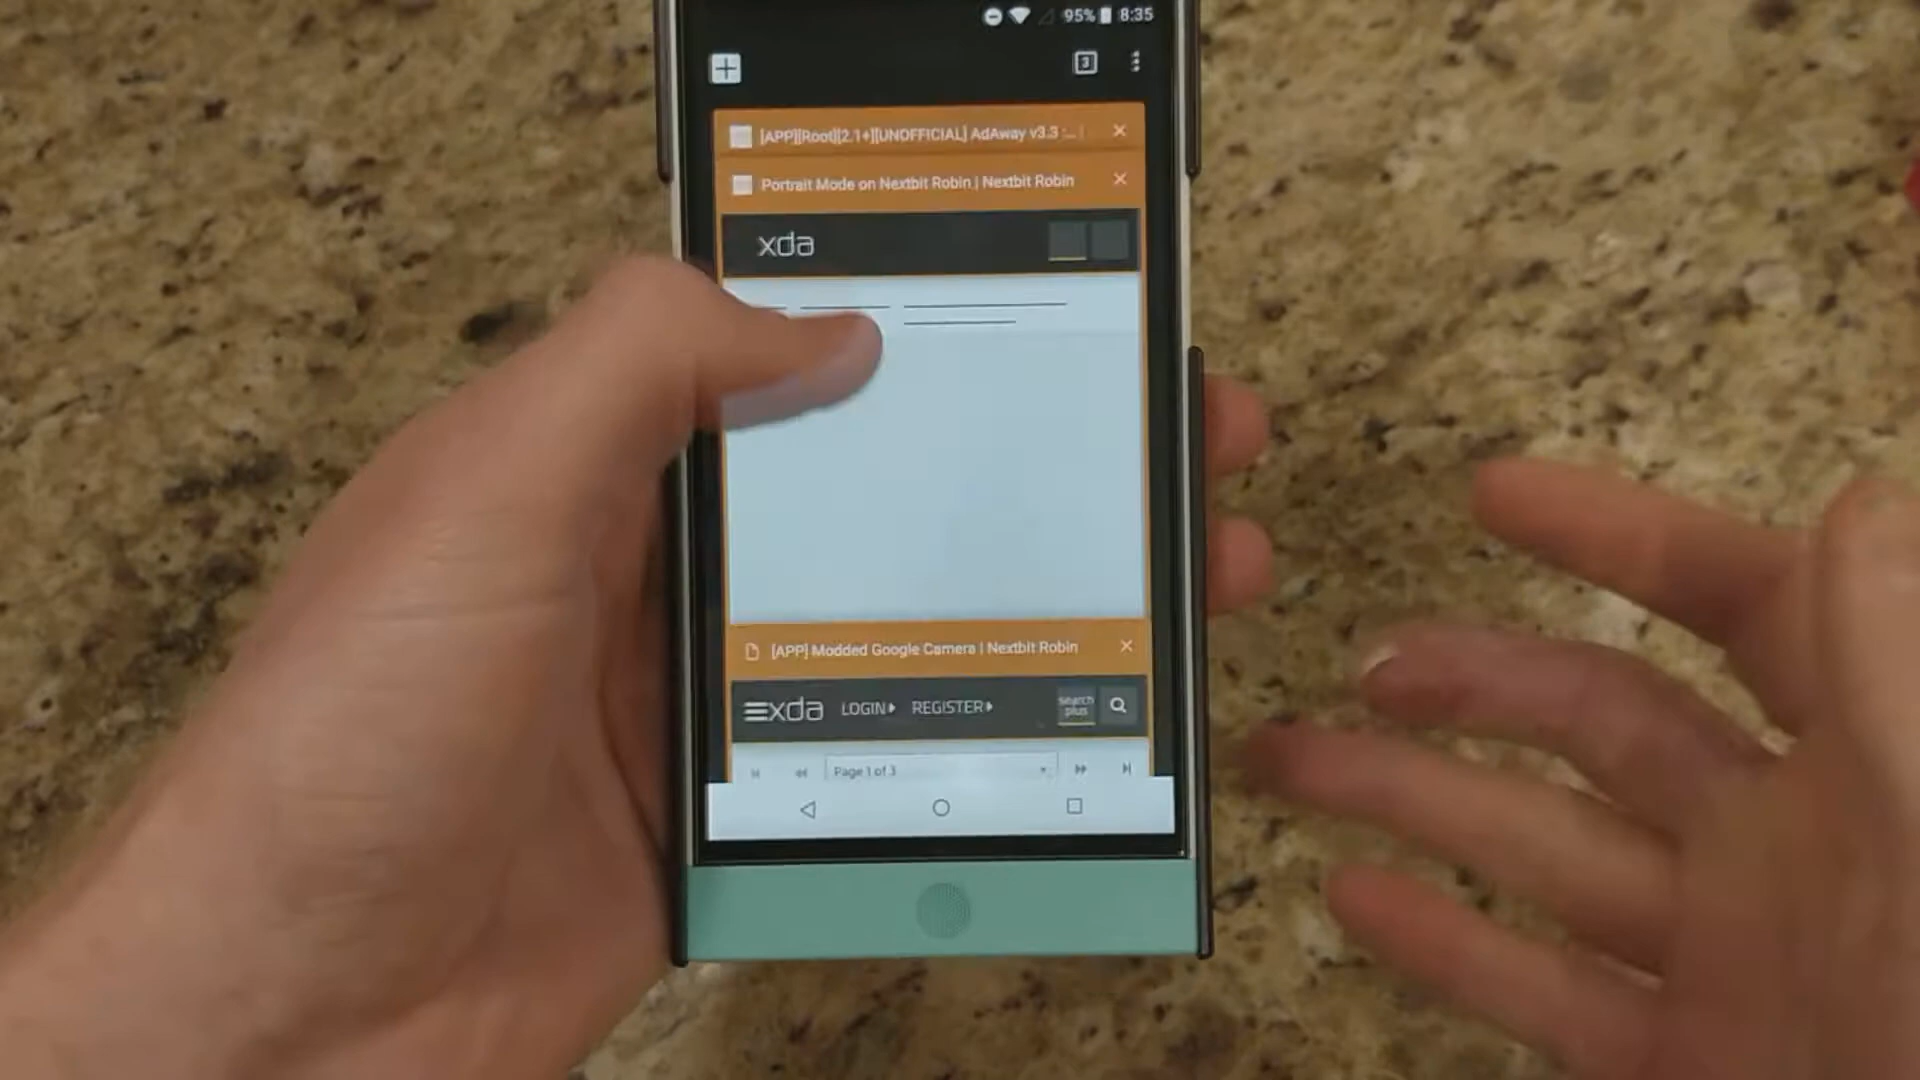 95% 8:35
3
[APP][Root][2.1+][UNOFFICIAL] AdAway v3.3 :... |
Portrait Mode on Nextbit Robin | Nextbit Robin
xda
[APP] Modded Google Camera | Nextbit Robin
xda LOGIN REGISTER search plus
Page 1 of 3